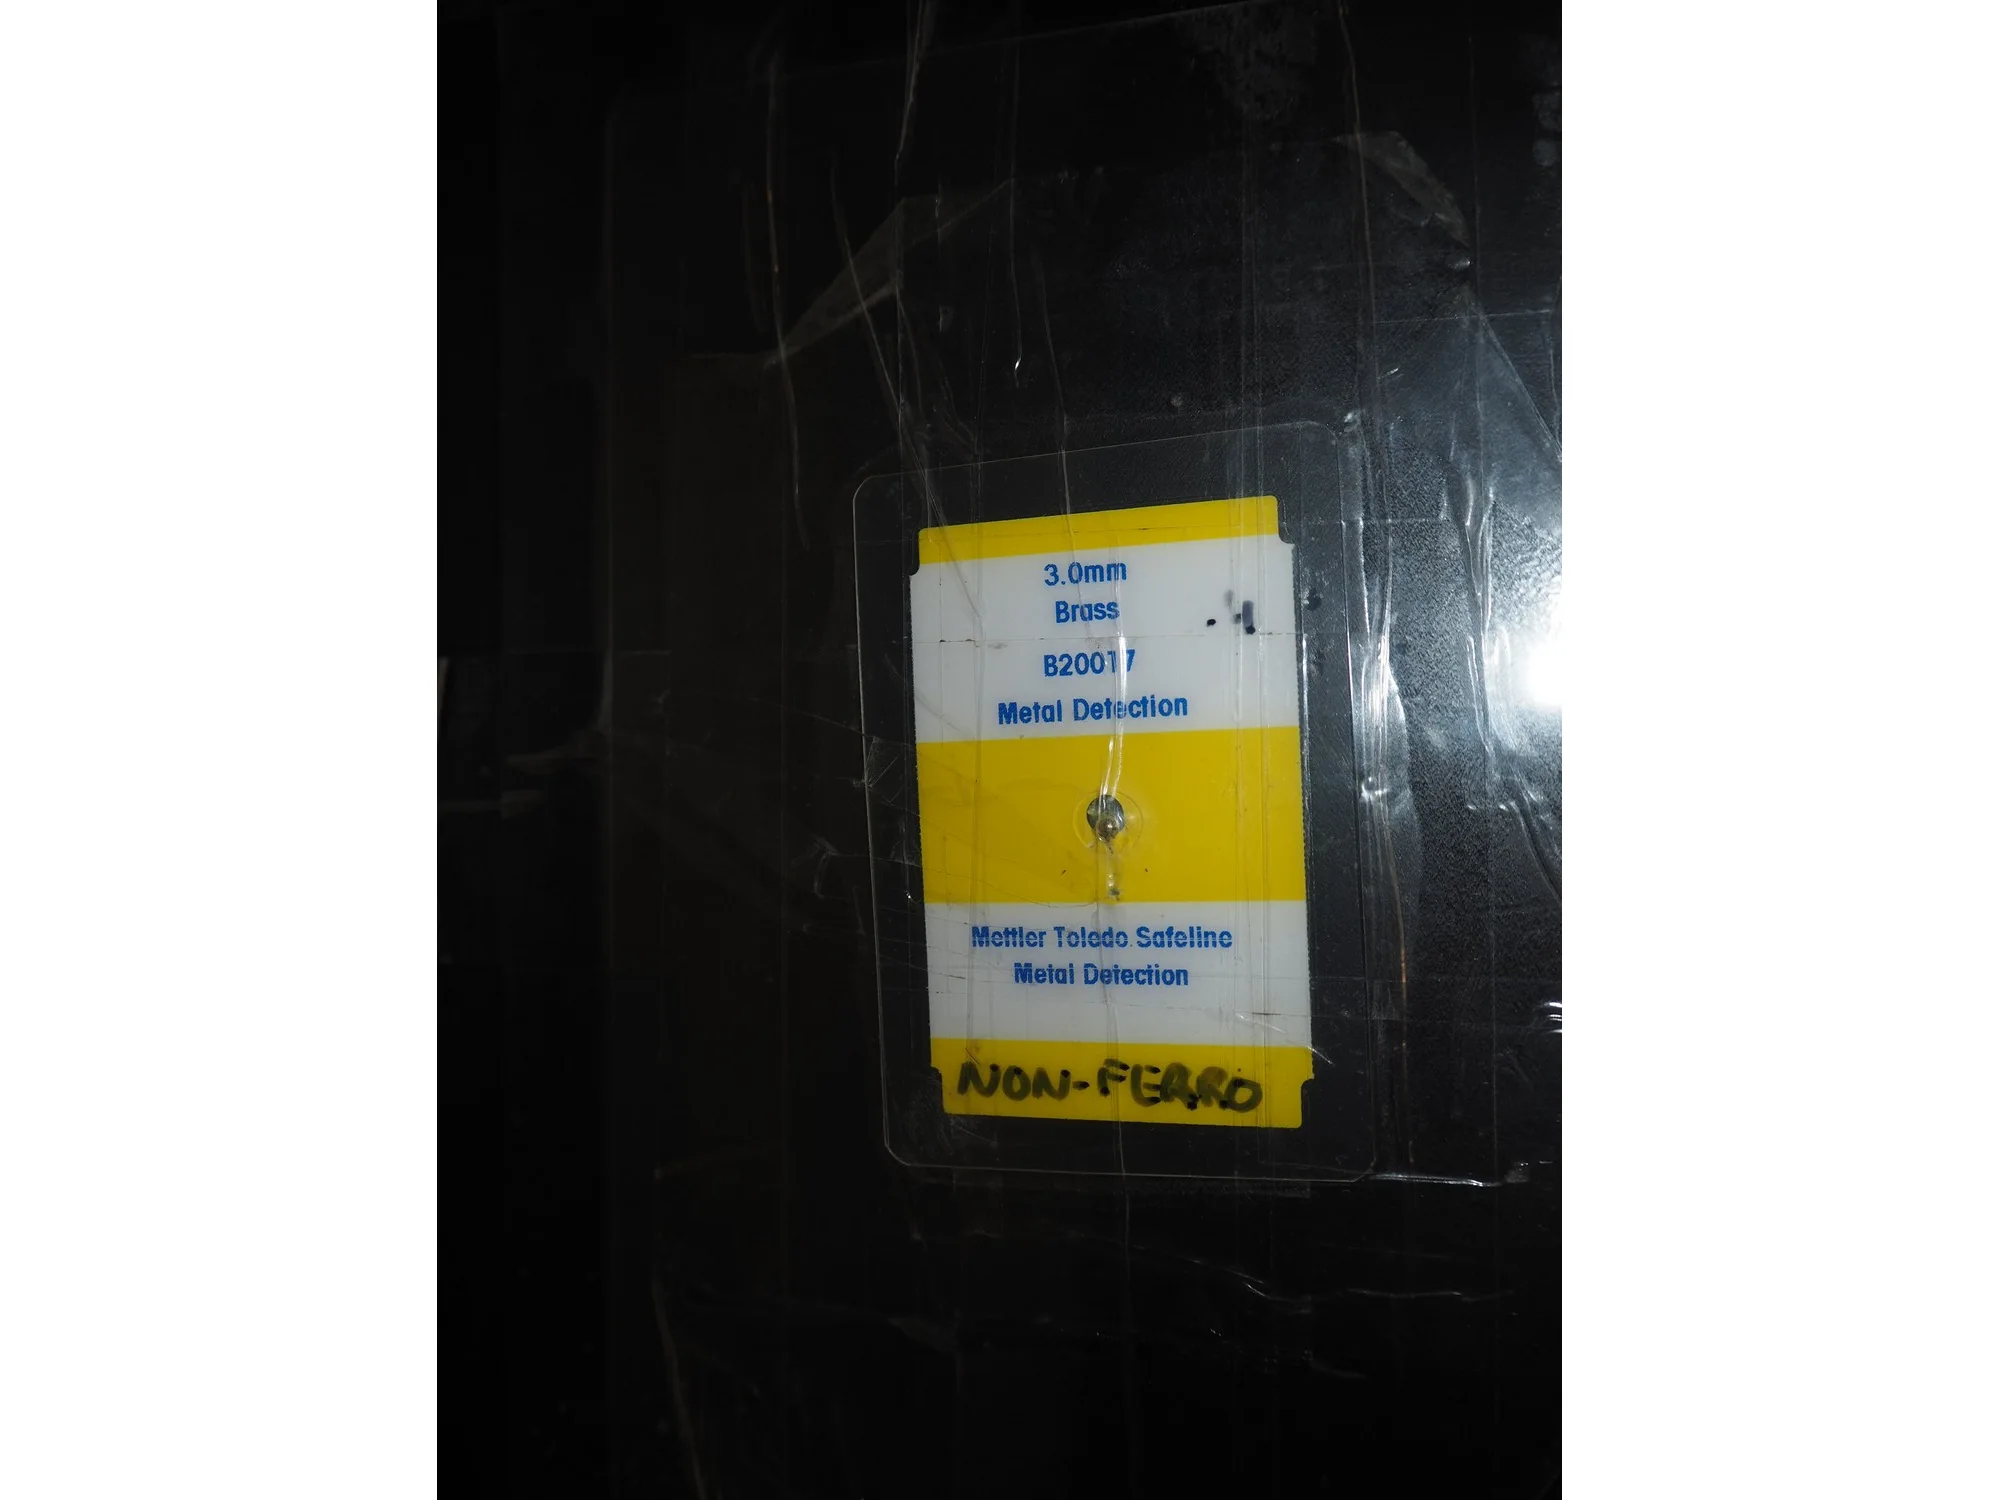 3.0mm
Brass
B20017
Metal Detection
Mettler Toledo Safeline
Metal Detection
NON-FERRO